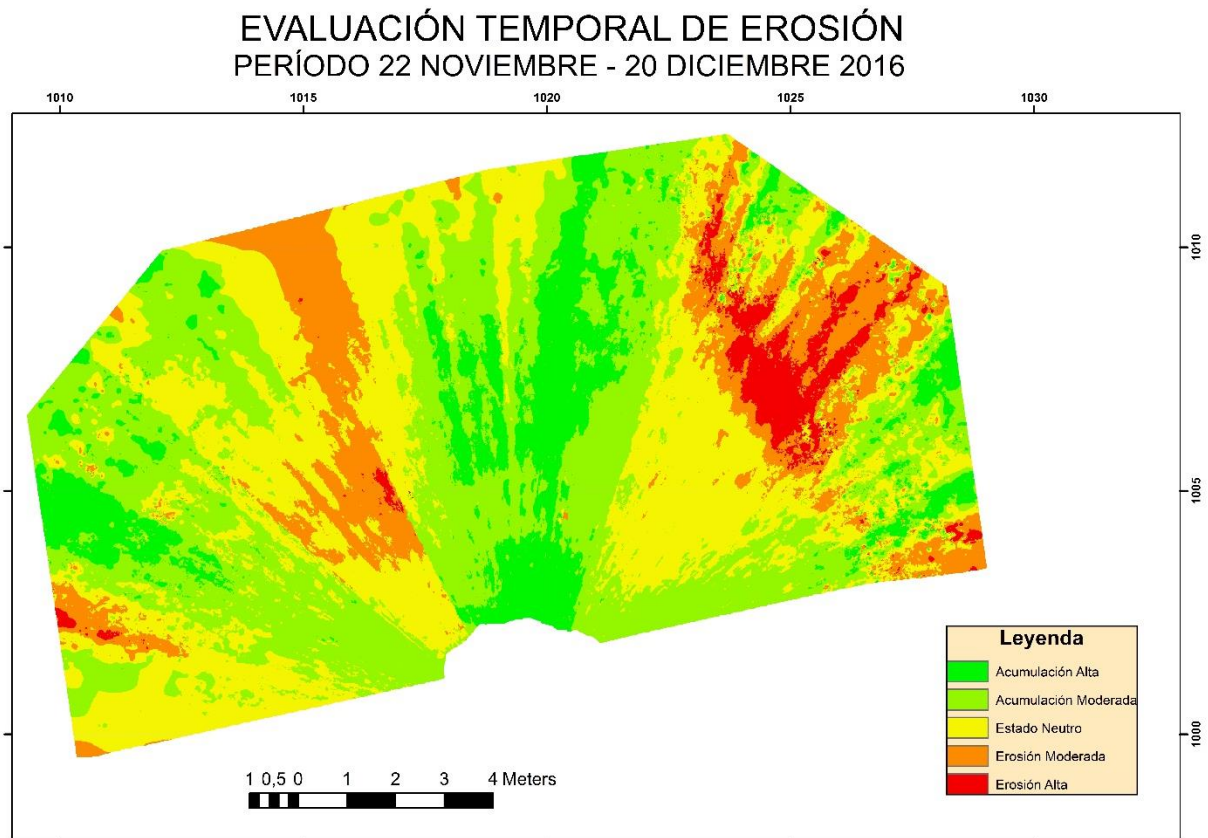 EVALUACIÓN TEMPORAL DE EROSIÓN
PERÍODO 22 NOVIEMBRE - 20 DICIEMBRE 2016
1010 1015 1020 1025 1030
1010
1005
1000
Leyenda
Acumulación Alta
Acumulación Moderada
Estado Neutro
Erosión Moderada
Erosión Alta
1 0,5 0 1 2 3 4 Meters